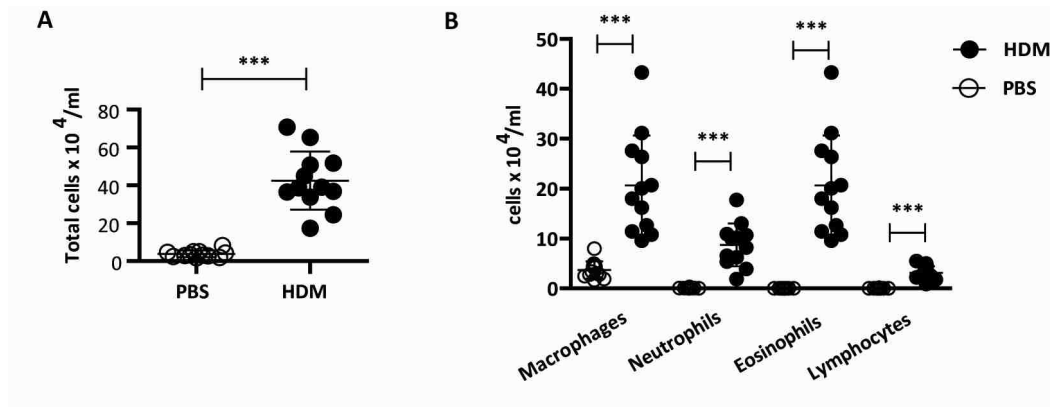 A
***
Total cells x 10 4/ml
80
60
40
20
0
PBS
HDM
B
***
***
***
***
HDM
PBS
cells x 10 4/ml
50
40
30
20
10
0
Macrophages
Neutrophils
Eosinophils
Lymphocytes